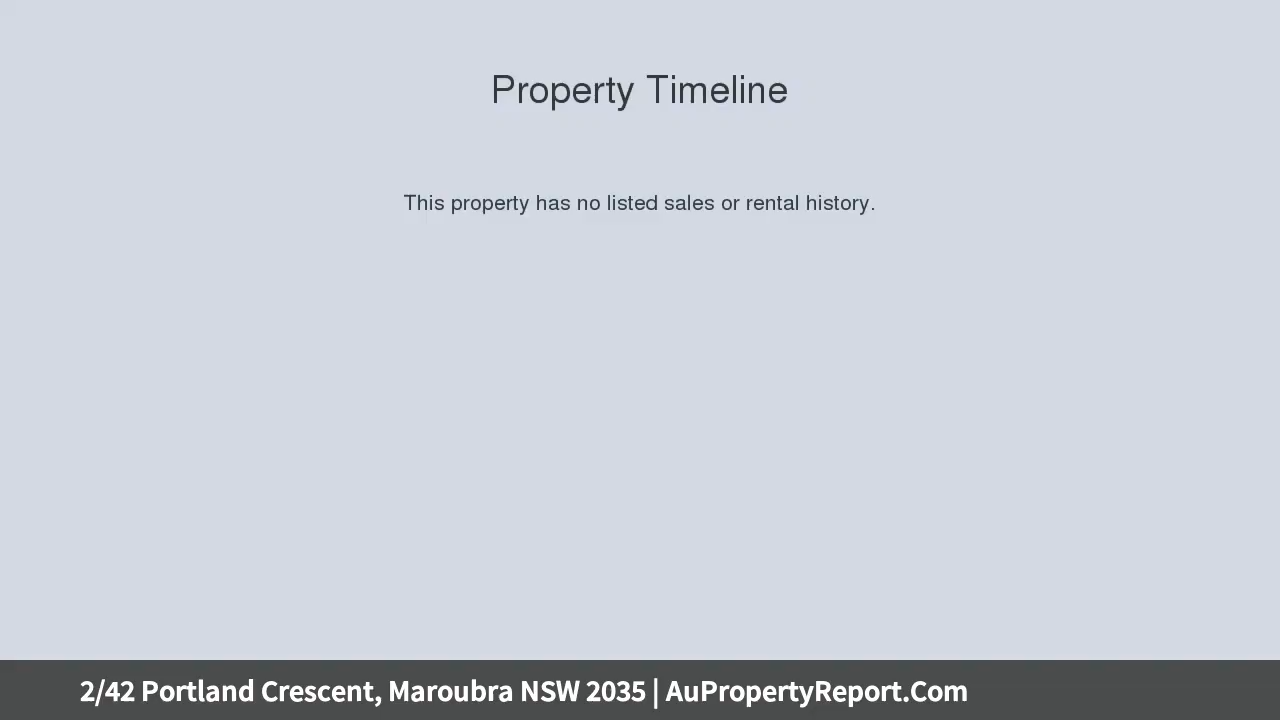 Property Timeline
This property has no listed sales or rental history.
2/42 Portland Crescent, Maroubra NSW 2035 | AuPropertyReport.Com